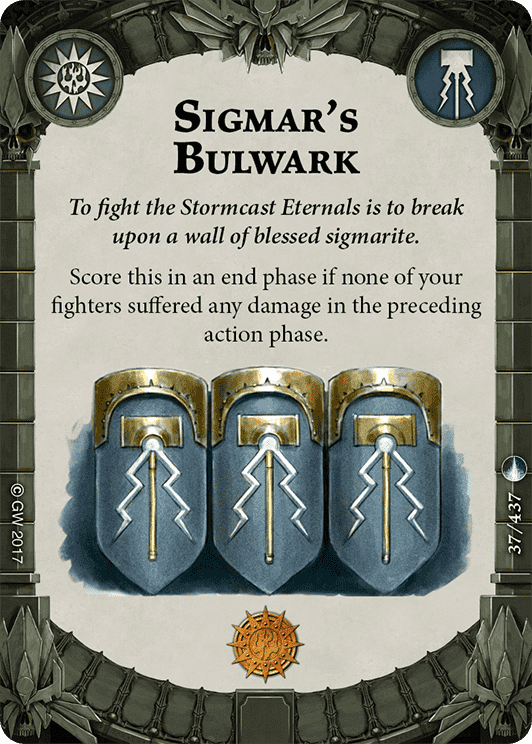 Sigmar's
Bulwark
To fight the Stormcast Eternals is to break
upon a wall of blessed sigmarite.
Score this in an end phase if none of your
fighters suffered any damage in the preceding
action phase.
© GW 2017
37/437